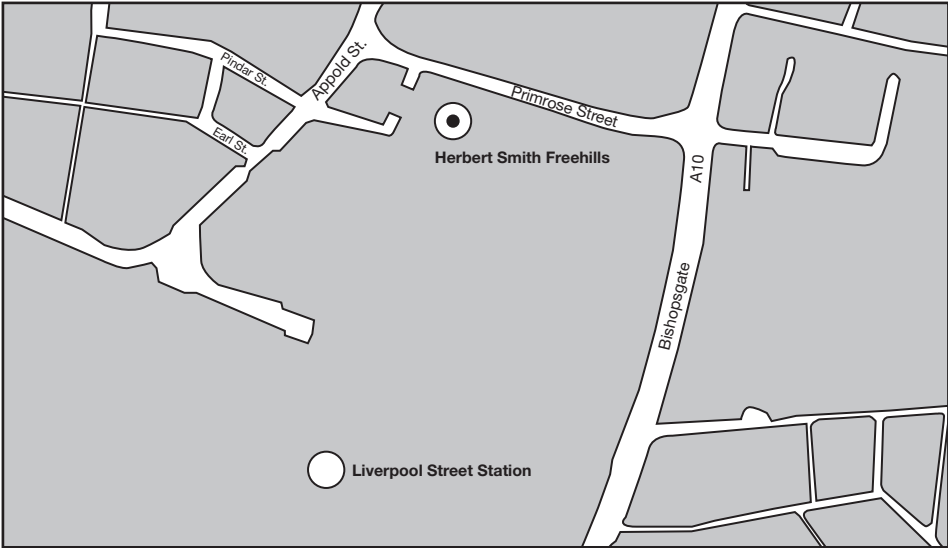 Appold St.
Pindar St.
Primrose Street
Earl St.
Herbert Smith Freehills
A10
Bishopsgate
Liverpool Street Station